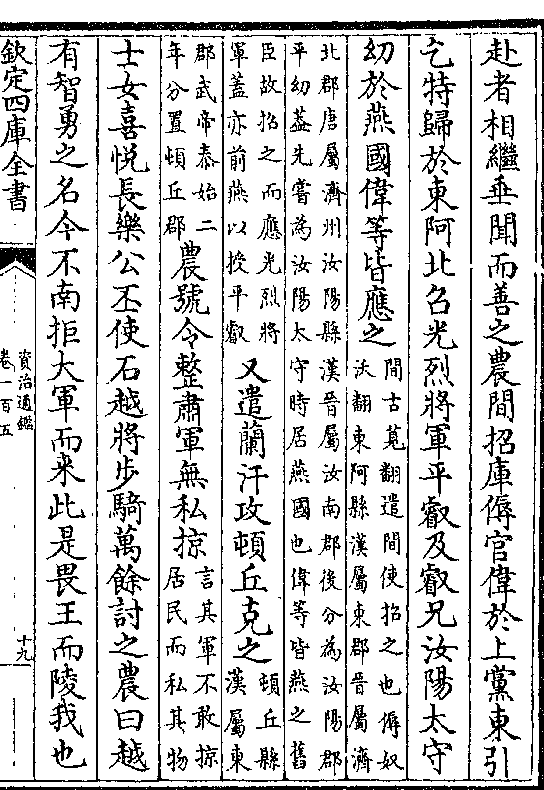 赴者相繼垂聞而善之農間招庫傉官偉於上黨東引
乞特歸於東阿北召光烈將軍平叡及叡兄汝陽太守
幼於燕國偉等皆應之
間古莧翻遣間使招之也傉奴
沃翻東阿縣漢屬東郡晉屬濟
北郡唐屬濟州汝陽縣漢晉屬汝南郡後分為汝陽郡
平幼葢先嘗為汝陽太守時居燕國也偉等皆燕之舊
臣故招之而應光烈將
軍蓋亦前燕以授平叡
又遣蘭汗攻頓丘克之
頓丘縣
漢屬東
郡武帝泰始二
年分置頓丘郡
農號令整肅軍無私掠
言其軍不敢掠
居民而私其物
士女喜悅長樂公丕使石越將步騎萬餘討之農曰越
有智勇之名今不南拒大軍而來此是畏王而陵我也
欽定四庫全書
資治通鑑
卷一百五
十九